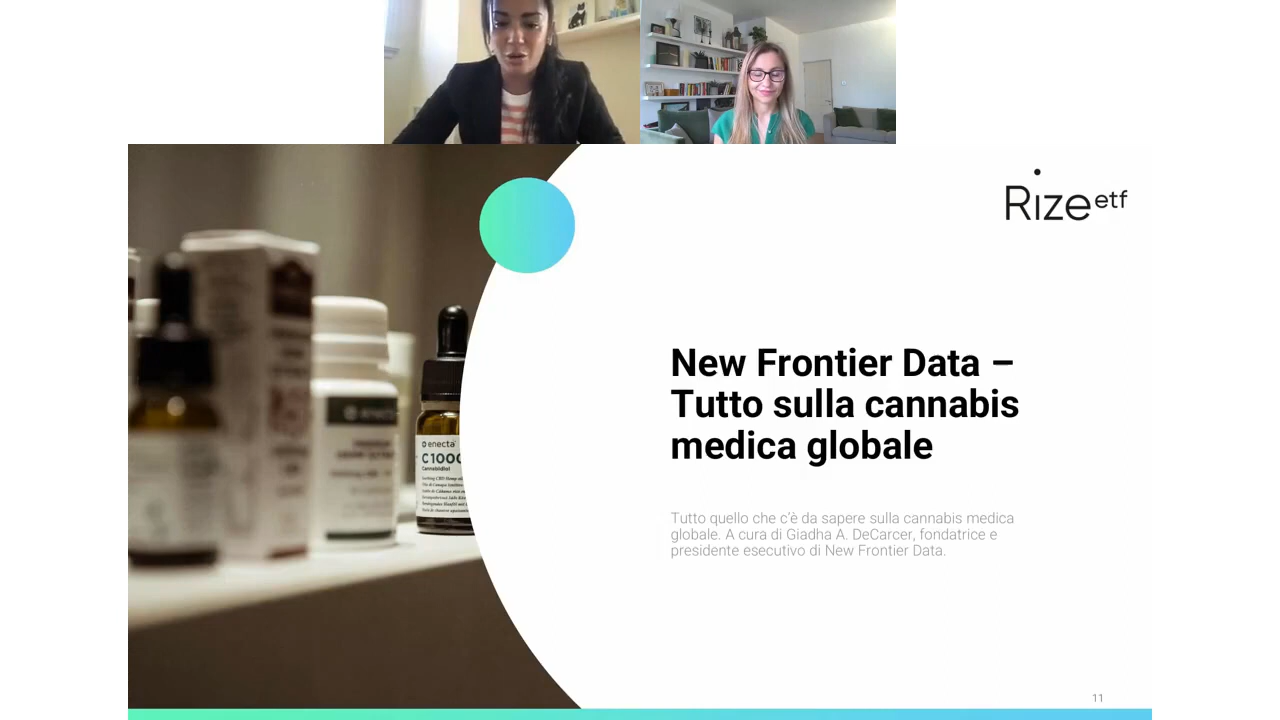 Rize etf
New Frontier Data –
Tutto sulla cannabis
medica globale
Tutto quello che c'è da sapere sulla cannabis medica
globale. A cura di Giadha A. DeCarcer, fondatrice e
presidente esecutivo di New Frontier Data.
enecta
C1000
Cannabidiol
11